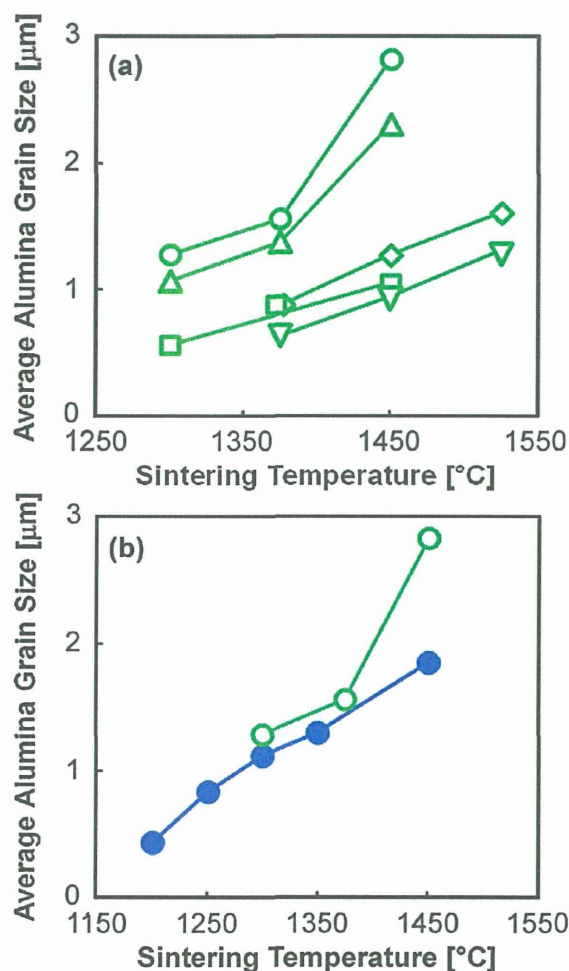 3
(a)
2
1
0
Average Alumina Grain Size [µm]
1250 1350 1450 1550
Sintering Temperature [°C]
3
(b)
2
1
0
Average Alumina Grain Size [µm]
1150 1250 1350 1450 1550
Sintering Temperature [°C]